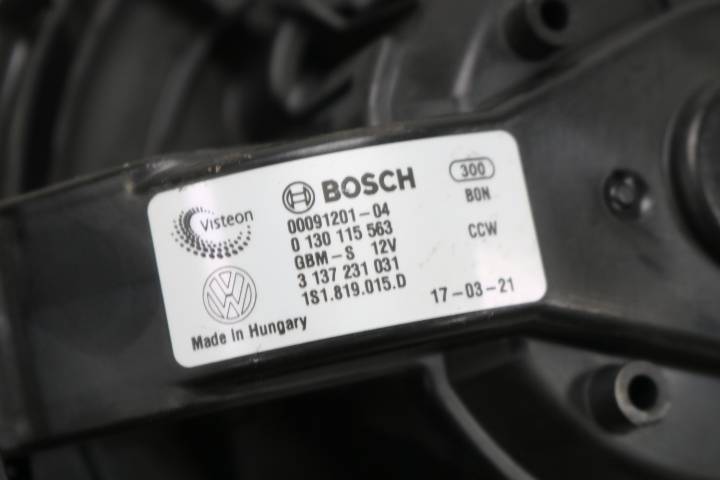 Visteon
BOSCH
300
00091201-04
BON
0 130 115 563
GBM-S 12V
CCW
3 137 231 031
1S1.819.015.D
17-03-21
Made in Hungary